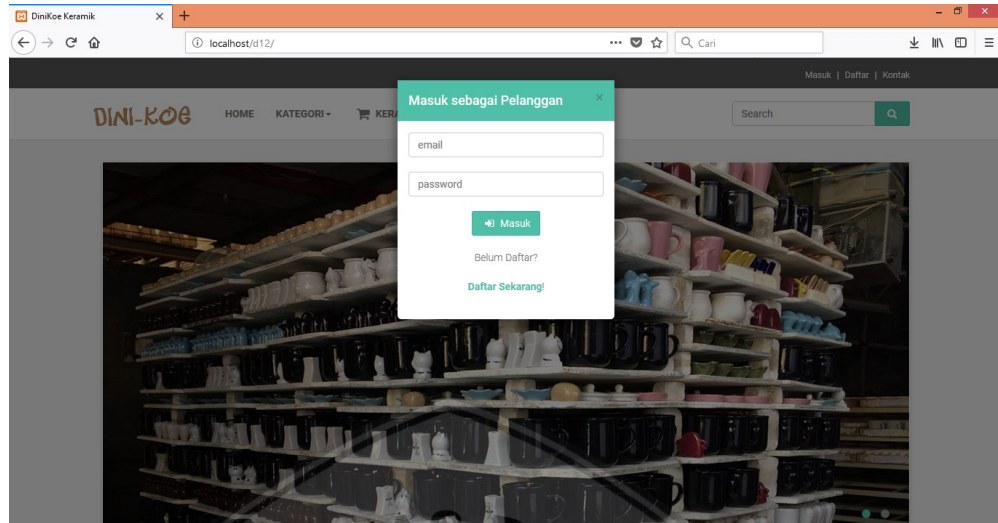 DiniKoe Keramik
localhost/d12/
Cari
Masuk | Daftar | Kontak
DINI-KOE
HOME
KATEGORI
KERA
Search
Masuk sebagai Pelanggan
email
password
Masuk
Belum Daftar?
Daftar Sekarang!